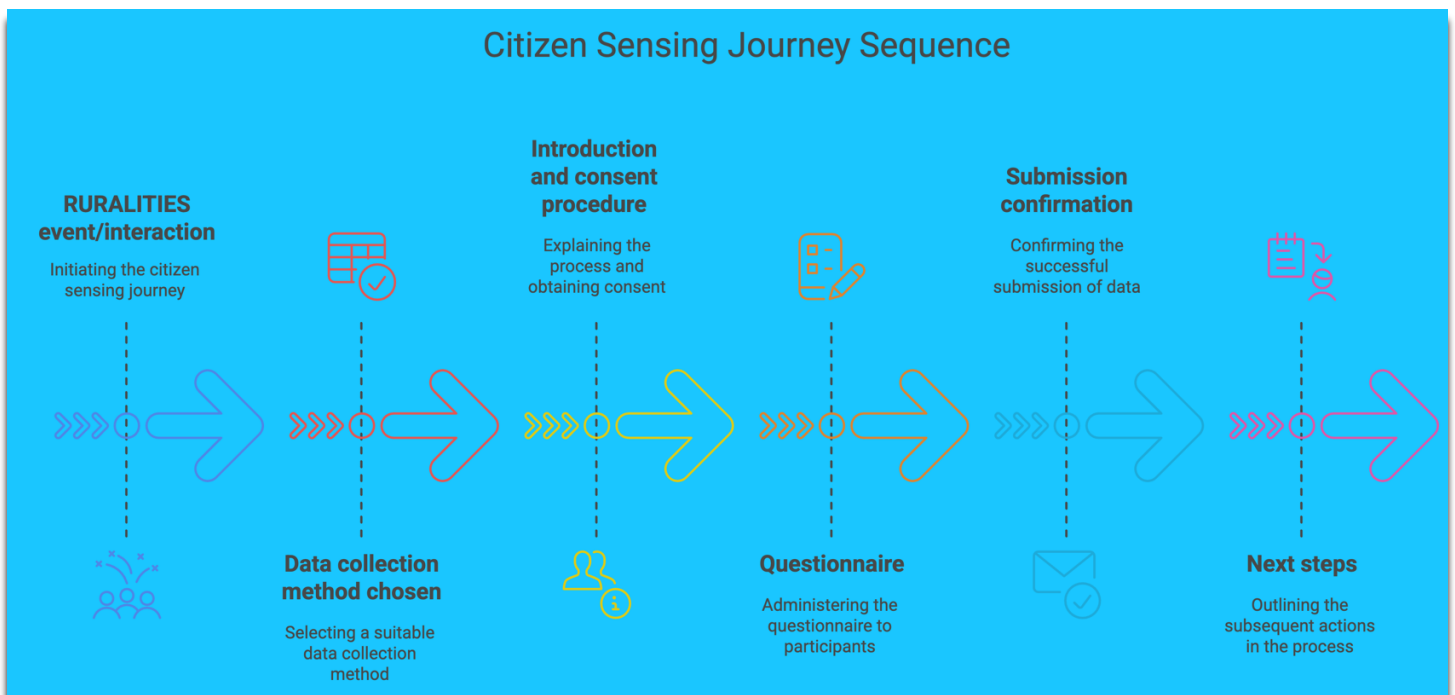 Citizen Sensing Journey Sequence
RURALITIES
event/interaction
Initiating the citizen
sensing journey
Data collection
method chosen
Selecting a suitable
data collection
method
Introduction
and consent
procedure
Explaining the
process and
obtaining consent
Questionnaire
Administering the
questionnaire to
participants
Submission
confirmation
Confirming the
successful
submission of data
Next steps
Outlining the
subsequent actions
in the process